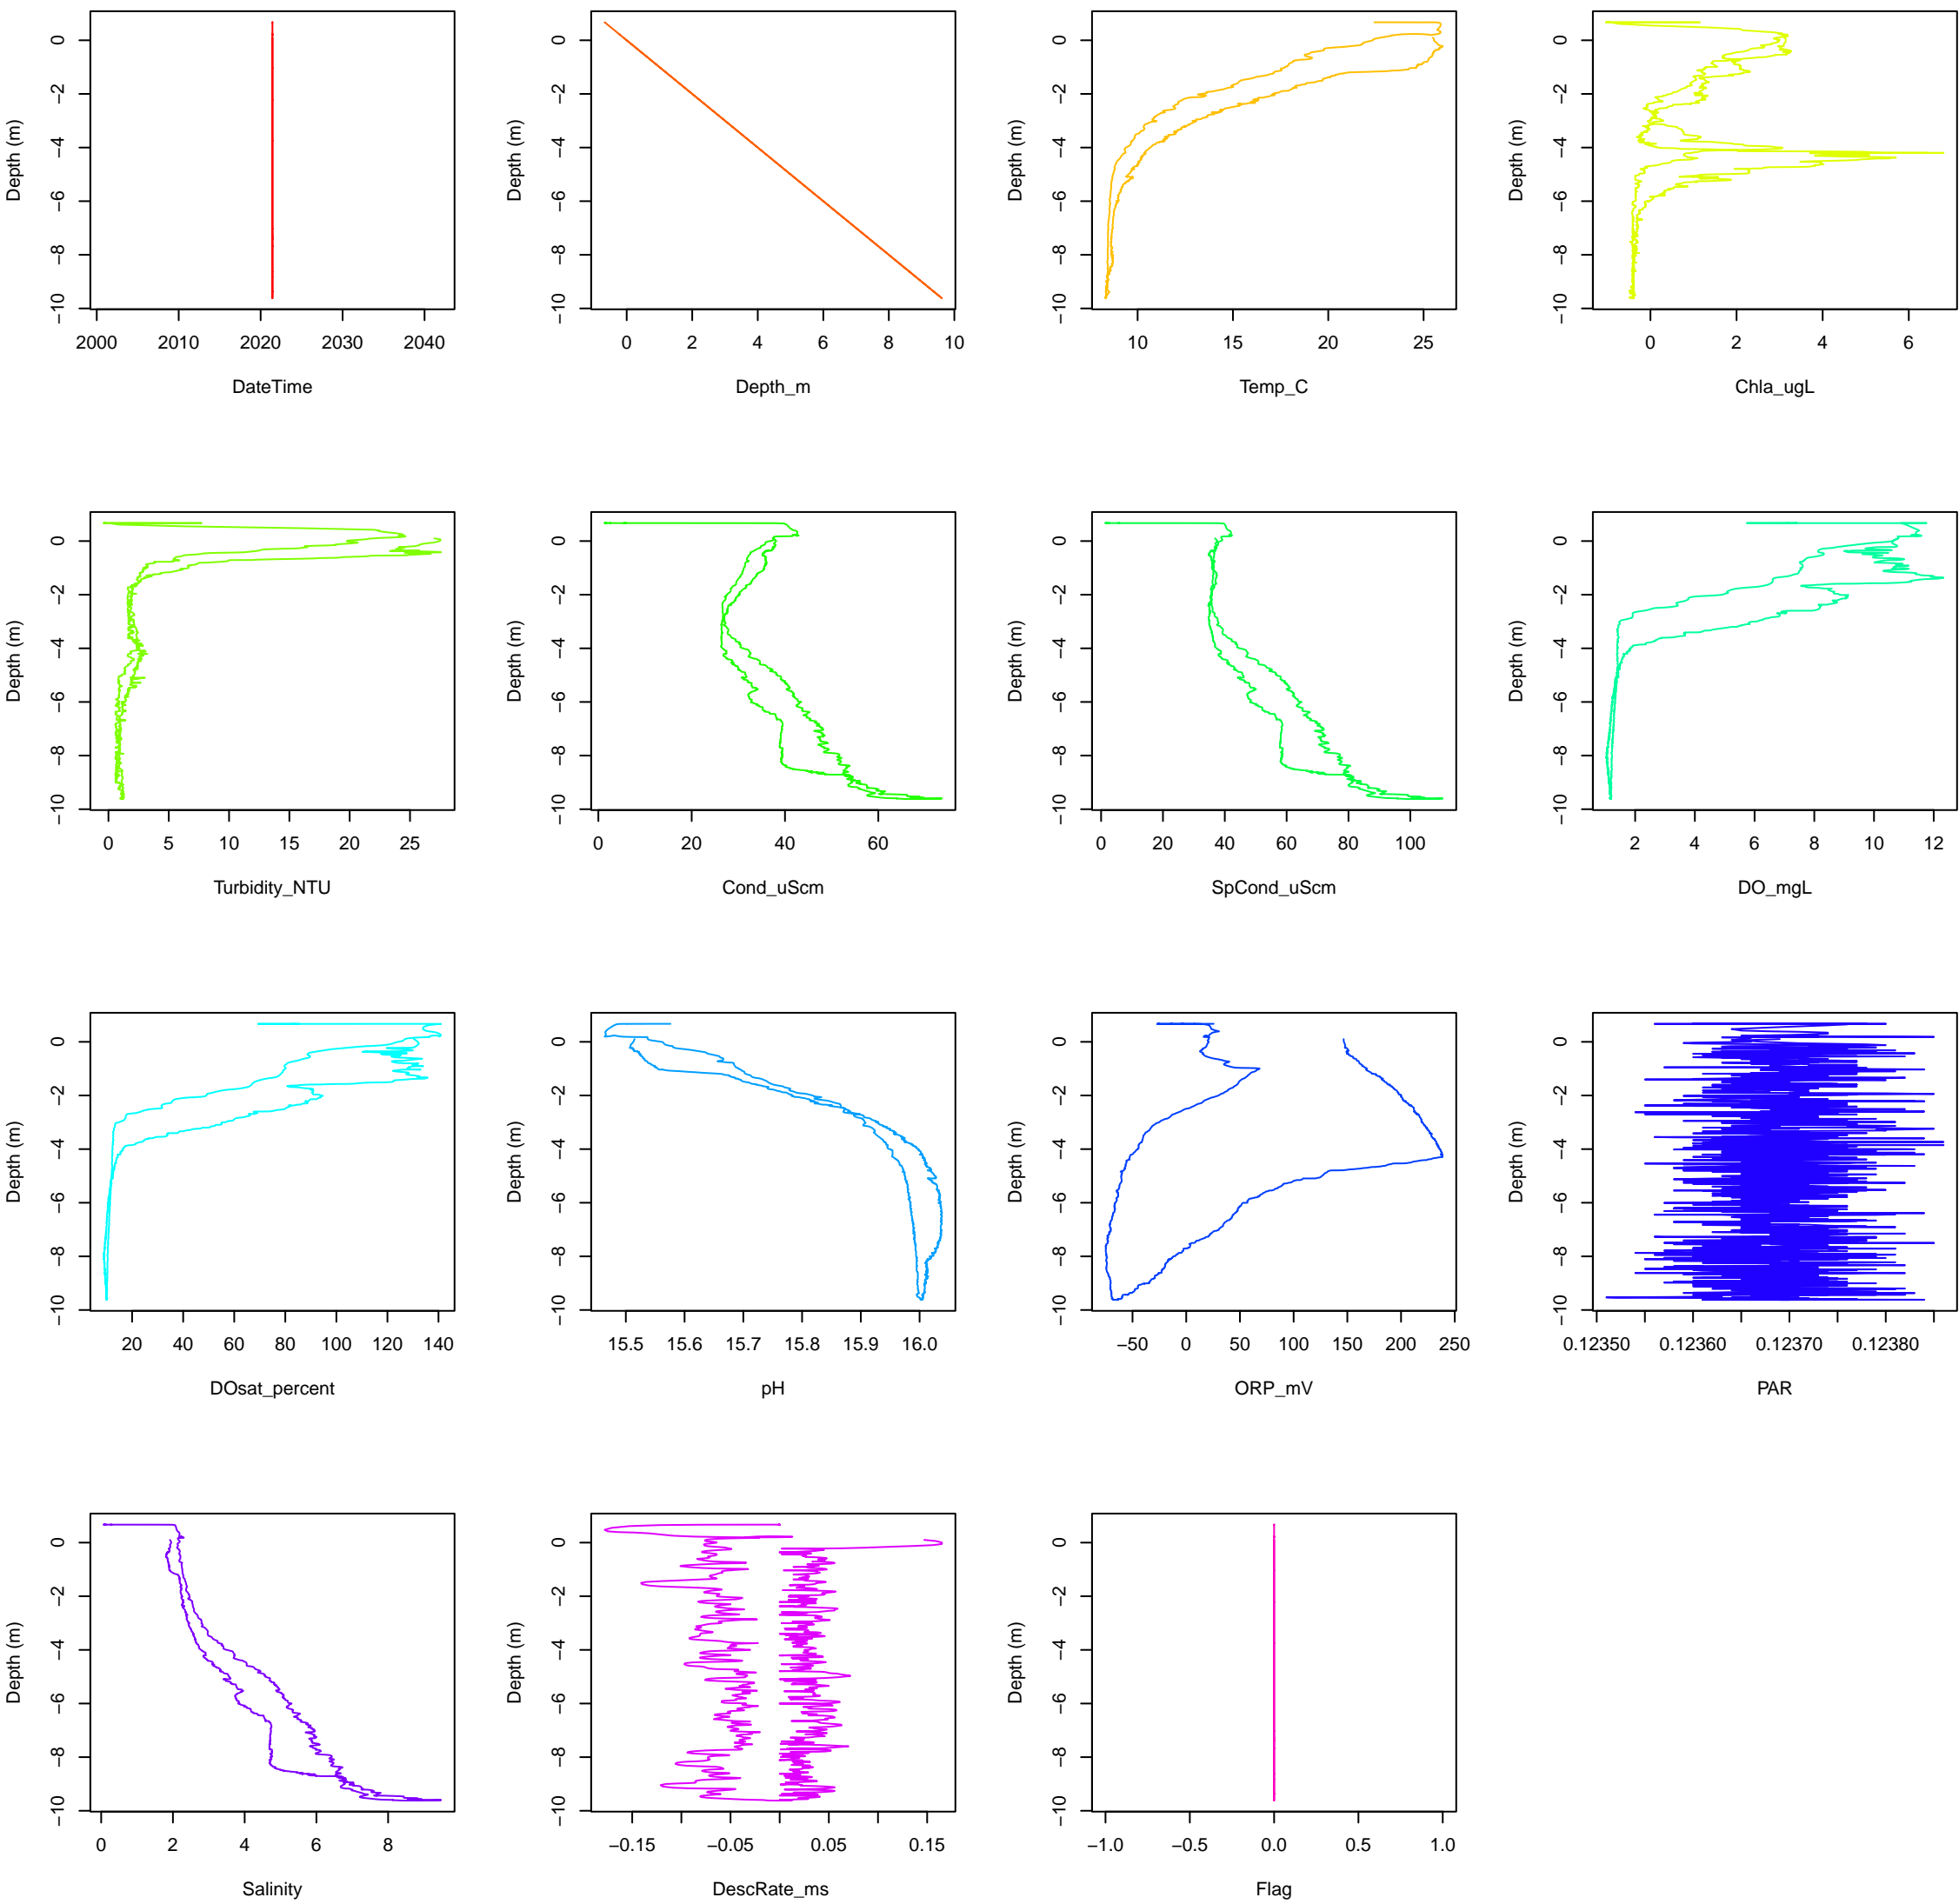 Depth (m)
0
−2
−4
−6
−8
−10
2000 2010 2020 2030 2040
DateTime
Depth (m)
0
−2
−4
−6
−8
−10
0 2 4 6 8 10
Depth_m
Depth (m)
0
−2
−4
−6
−8
−10
10 15 20 25
Temp_C
Depth (m)
0
−2
−4
−6
−8
−10
0 2 4 6
Chla_ugL
Depth (m)
0
−2
−4
−6
−8
−10
0 5 10 15 20 25
Turbidity_NTU
Depth (m)
0
−2
−4
−6
−8
−10
0 20 40 60
Cond_uScm
Depth (m)
0
−2
−4
−6
−8
−10
0 20 40 60 80 100
SpCond_uScm
Depth (m)
0
−2
−4
−6
−8
−10
2 4 6 8 10 12
DO_mgL
Depth (m)
0
−2
−4
−6
−8
−10
20 40 60 80 100 120 140
DOsat_percent
Depth (m)
0
−2
−4
−6
−8
−10
15.5 15.6 15.7 15.8 15.9 16.0
pH
Depth (m)
0
−2
−4
−6
−8
−10
−50 0 50 100 150 200 250
ORP_mV
Depth (m)
0
−2
−4
−6
−8
−10
0.12350 0.12360 0.12370 0.12380
PAR
Depth (m)
0
−2
−4
−6
−8
−10
0 2 4 6 8
Salinity
Depth (m)
0
−2
−4
−6
−8
−10
−0.15 −0.05 0.05 0.15
DescRate_ms
Depth (m)
0
−2
−4
−6
−8
−10
−1.0 −0.5 0.0 0.5 1.0
Flag